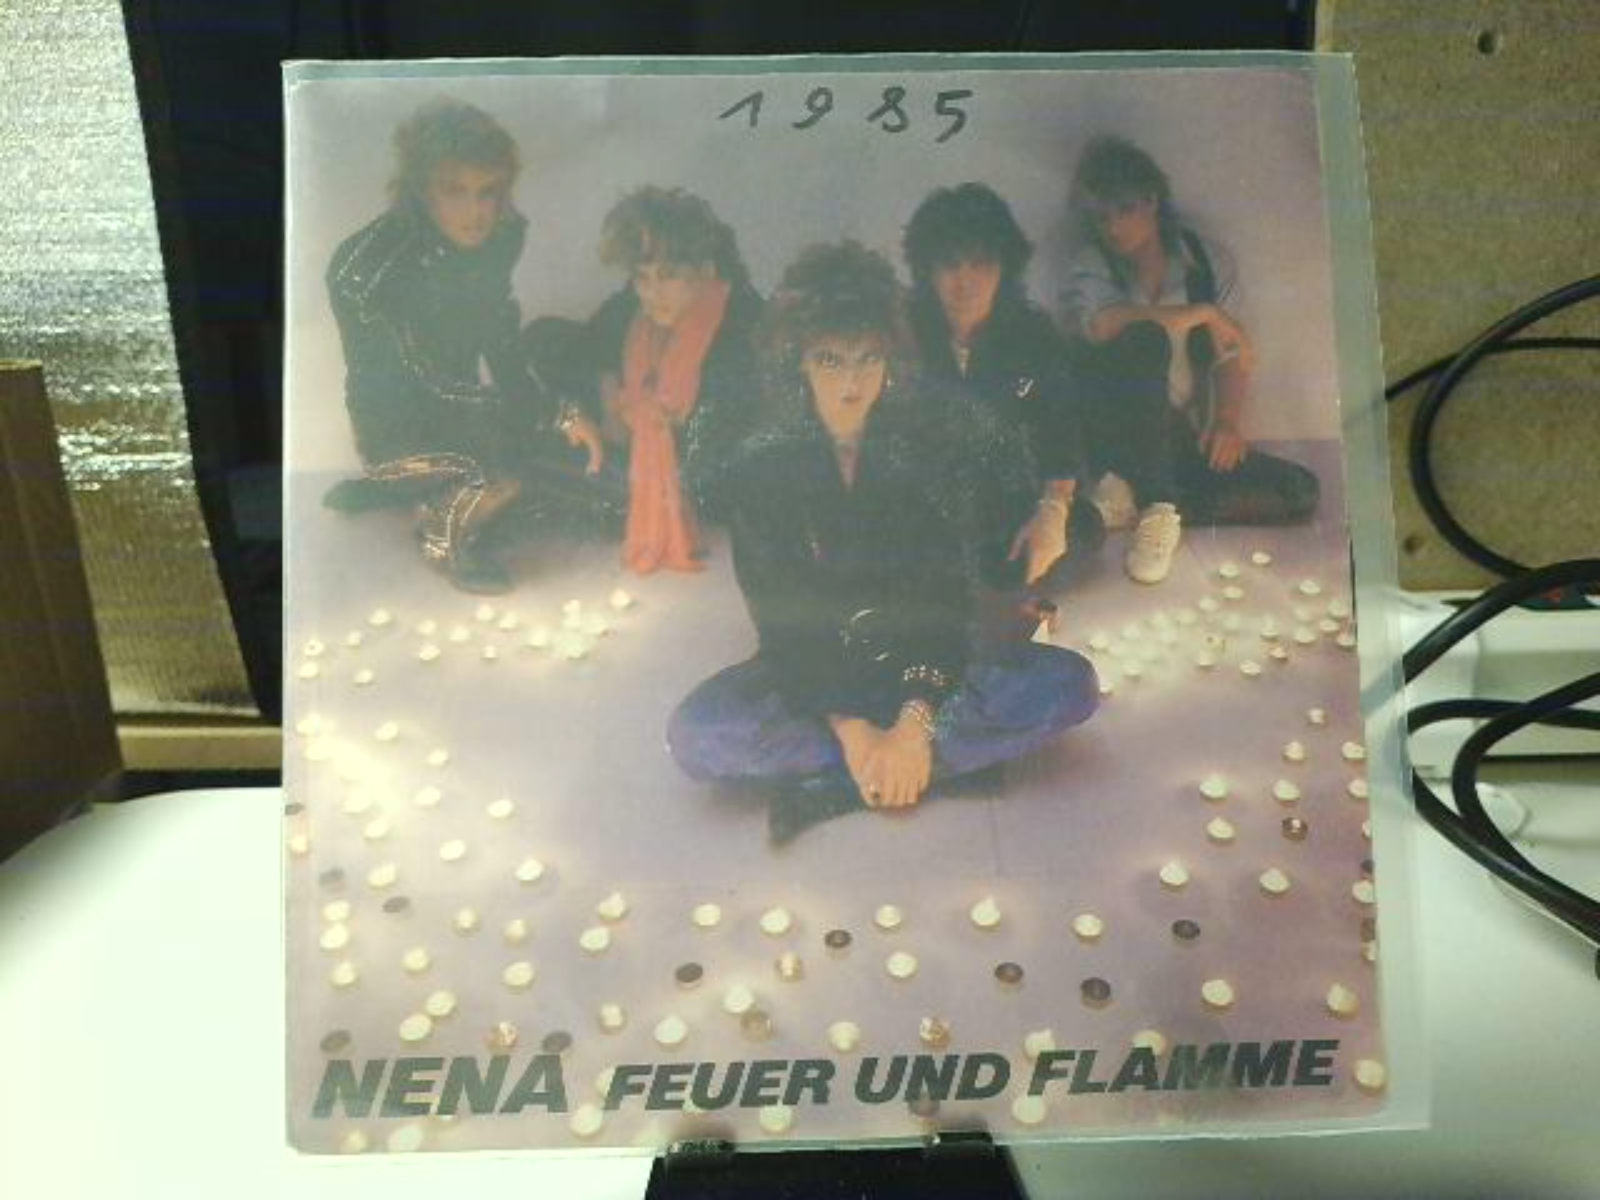 1985
NENA FEUER UND FLAMME